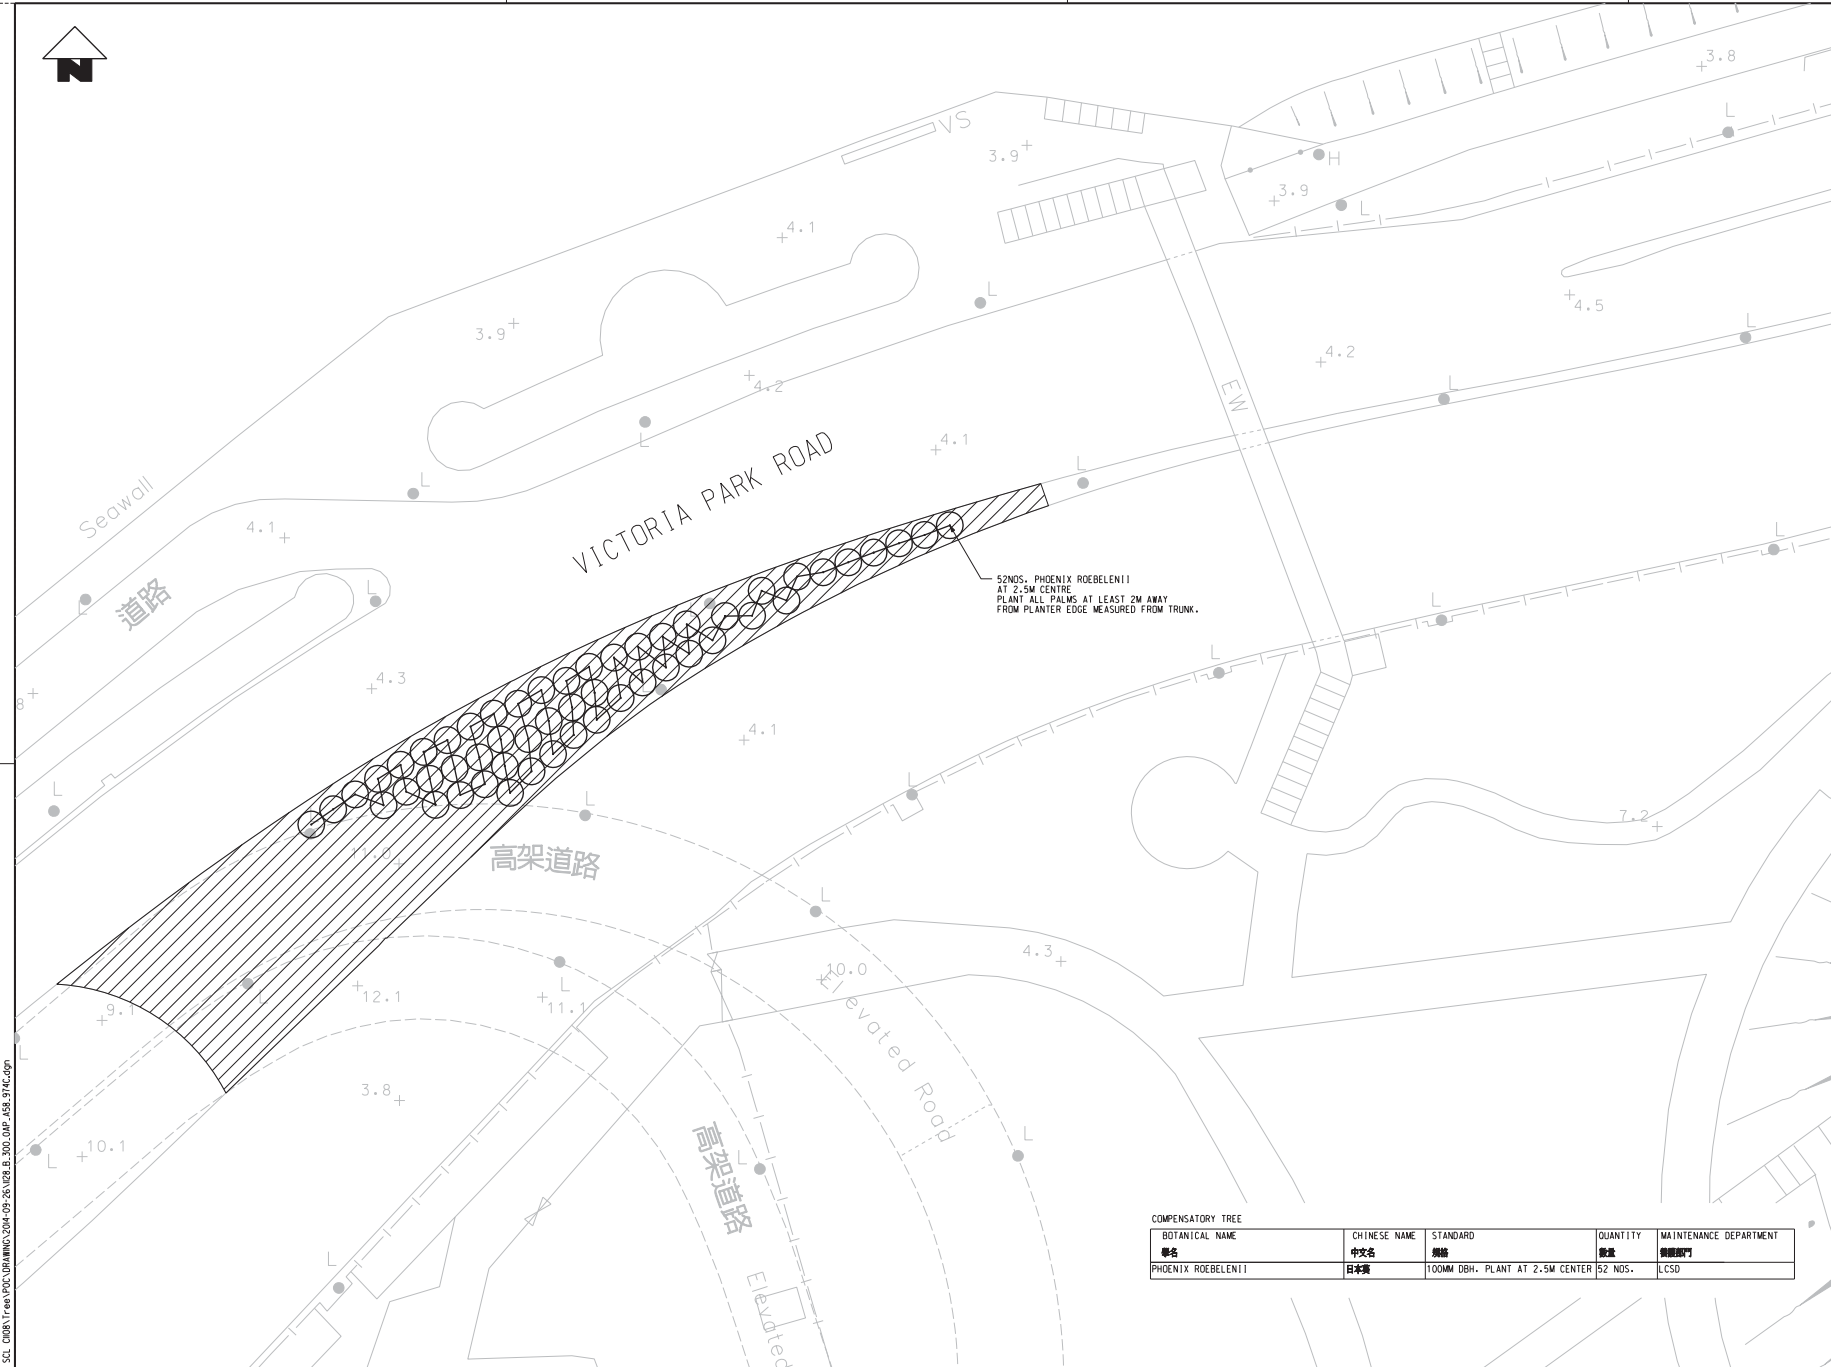 N
3.8
L
VS
3.9
H
3.9
L
4.1
L
4.5
3.9
L
4.2
4.2
L
EW
L
4.1
L
VICTORIA PARK ROAD
L
L
Seawall
4.1
L
52NOS. PHOENIX ROEBELENII
AT 2.5M CENTRE
PLANT ALL PALMS AT LEAST 2M AWAY
FROM PLANTER EDGE MEASURED FROM TRUNK.
道路
L
L
L
L
4.3
8
4.1
L
L
L
7.2
11.0
高架道路
L
4.3
10.0
12.1
L
11.1
L
9.1
L
Elevated Road
3.8
10.1
L
L
高架道路
L
L
Elevated
COMPENSATORY TREE
BOTANICAL NAME CHINESE NAME STANDARD QUANTITY MAINTENANCE DEPARTMENT
學名 中文名 規格 數量 養護部門
PHOENIX ROEBELENII 日本葵 100MM DBH. PLANT AT 2.5M CENTER 52 NOS. LCSD